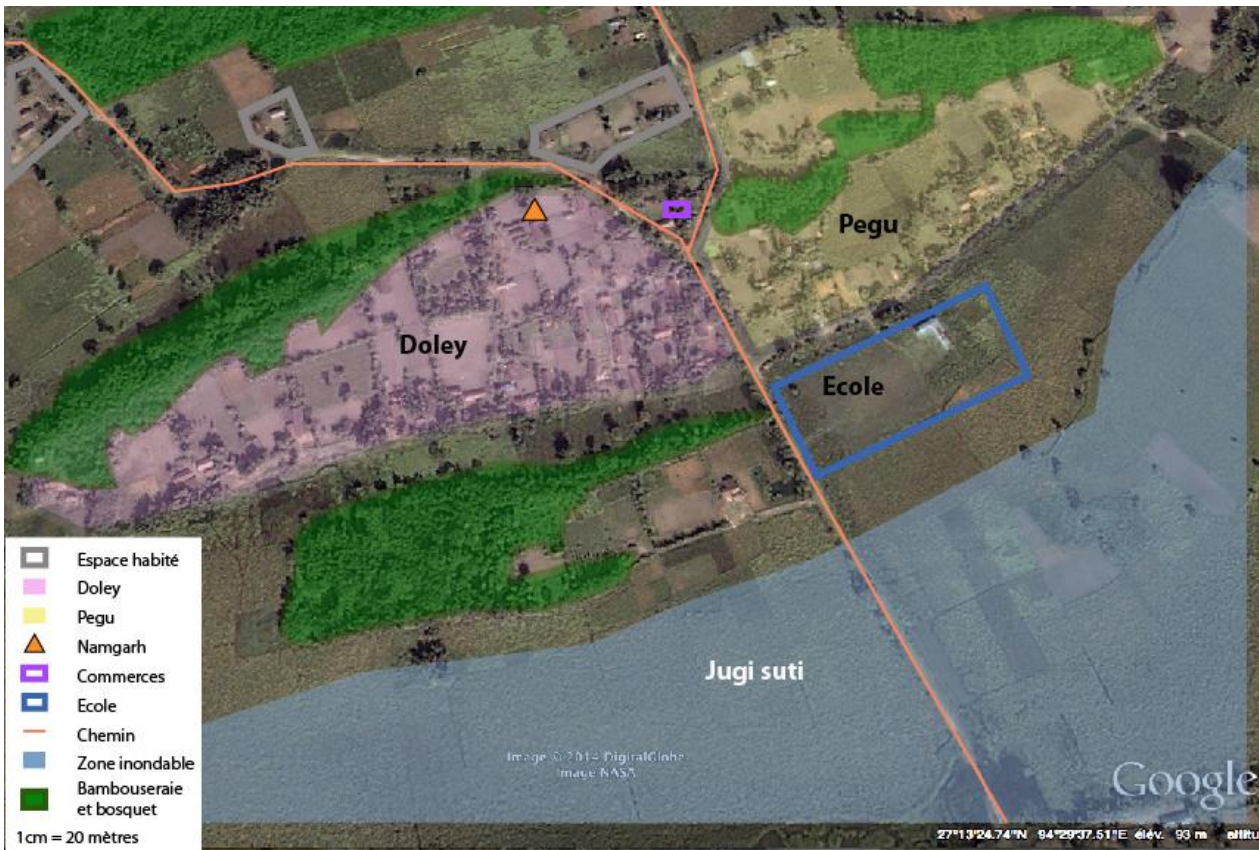 Pegu
Doley
Ecole
Jugi suti
Espace habité
Doley
Pegu
Namgarh
Commerces
Ecole
Chemin
Zone inondable
Bambouseraie
et bosquet
1cm = 20 mètres
Image © 2014 DigitalGlobe
Image NASA
Google
27°13'24.74"N 94°29'37.51"E élév. 93 m altitu